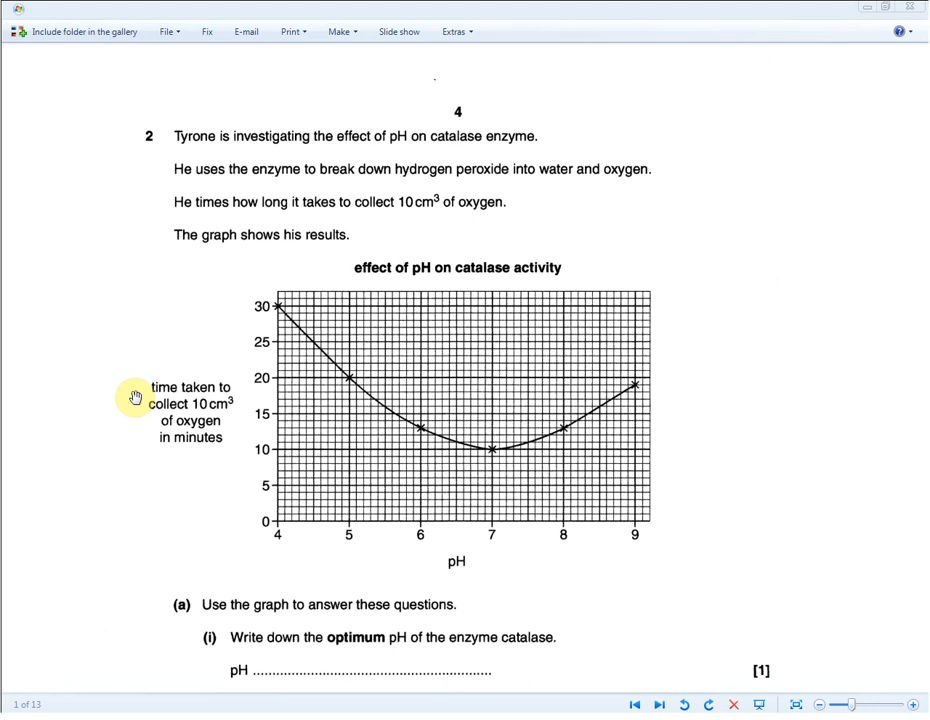 Include folder in the gallery File Fix E-mail Print Make Slide show Extras ?
4
2 Tyrone is investigating the effect of pH on catalase enzyme.
He uses the enzyme to break down hydrogen peroxide into water and oxygen.
He times how long it takes to collect 10 cm³ of oxygen.
The graph shows his results.
effect of pH on catalase activity
30
25
20
15
10
5
0
time taken to
collect 10 cm³
of oxygen
in minutes
4 5 6 7 8 9
pH
(a) Use the graph to answer these questions.
(i) Write down the optimum pH of the enzyme catalase.
pH .............................................................. [1]
1 of 13